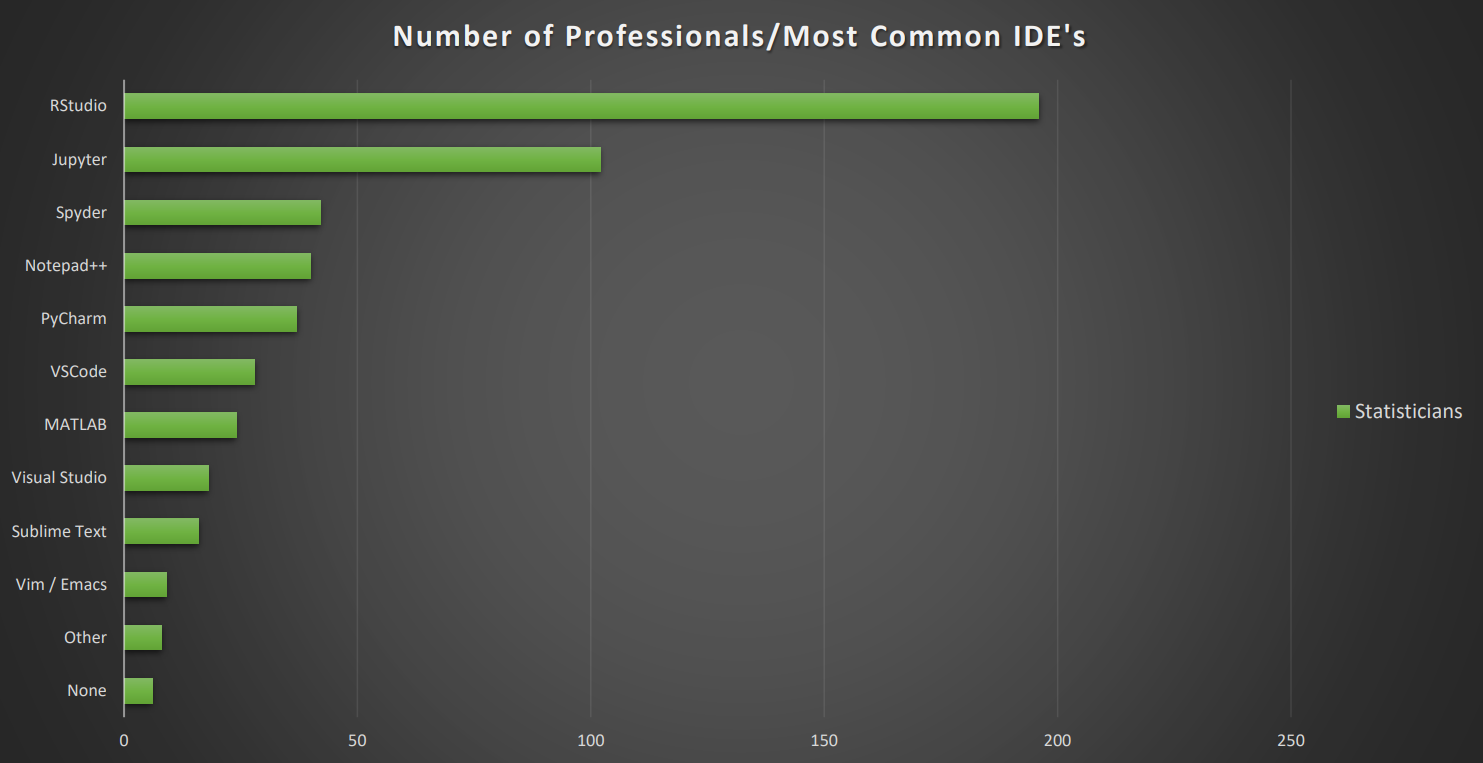 Number of Professionals/Most Common IDE's
RStudio
Jupyter
Spyder
Notepad++
PyCharm
VSCode
MATLAB
Statisticians
Visual Studio
Sublime Text
Vim / Emacs
Other
None
0 50 100 150 200 250